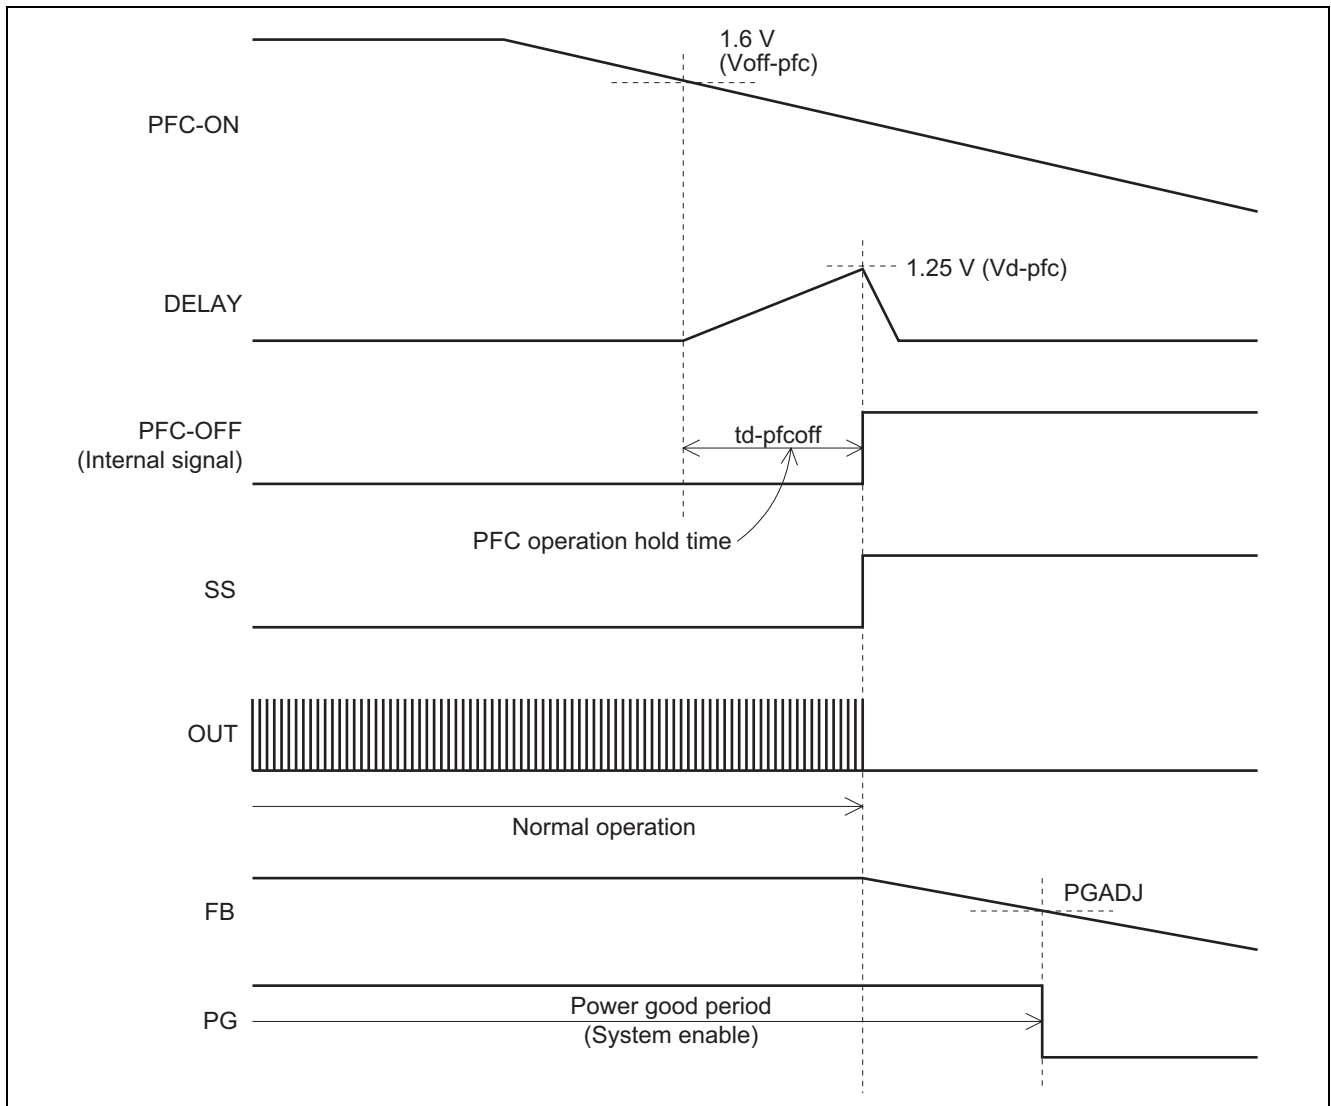 1.6 V
(Voff-pfc)
PFC-ON
1.25 V (Vd-pfc)
DELAY
PFC-OFF
(Internal signal)
td-pfcoff
PFC operation hold time
SS
OUT
Normal operation
PGADJ
FB
Power good period
(System enable)
PG